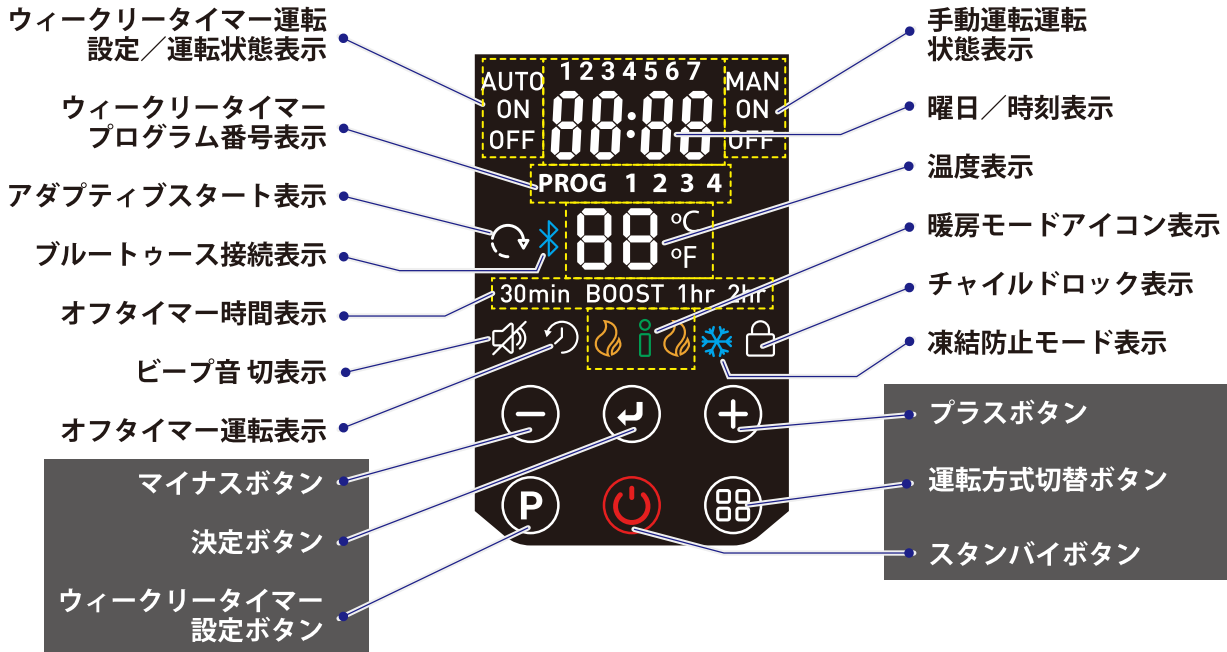 ウィークリータイマー運転
設定／運転状態表示
ウィークリータイマー
プログラム番号表示
アダプティブスタート表示
ブルートゥース接続表示
オフタイマー時間表示
ビープ音 切表示
オフタイマー運転表示
マイナスボタン
決定ボタン
ウィークリータイマー
設定ボタン
AUTO
ON
OFF
1 2 3 4 5 6 7
88:88
MAN
ON
OFF
PROG 1 2 3 4
88
°C
°F
30min BOOST 1hr 2hr
P
手動運転運転
状態表示
曜日／時刻表示
温度表示
暖房モードアイコン表示
チャイルドロック表示
凍結防止モード表示
プラスボタン
運転方式切替ボタン
スタンバイボタン